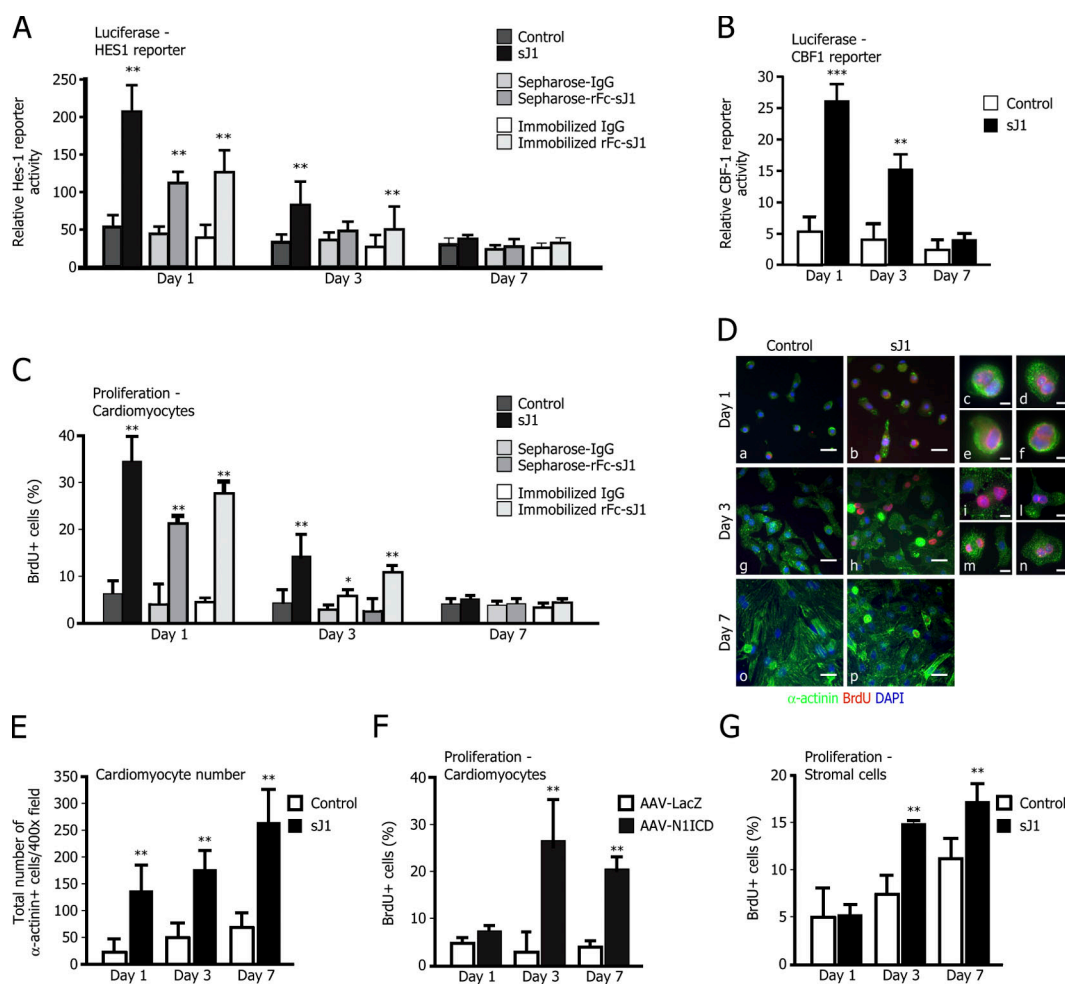 A
Luciferase -
HES1 reporter
Relative Hes-1 reporter
activity
250
200
150
100
50
0
**
**
**
**
**
Day 1
Day 3
Day 7
Control
sJ1
Sepharose-IgG
Sepharose-rFc-sJ1
Immobilized IgG
Immobilized rFc-sJ1
B
Luciferase -
CBF1 reporter
Relative CBF-1 reporter
activity
30
25
20
15
10
5
0
***
**
Day 1
Day 3
Day 7
Control
sJ1
C
Proliferation -
Cardiomyocytes
BrdU+ cells (%)
40
30
20
10
0
**
**
**
**
*
**
Day 1
Day 3
Day 7
Control
sJ1
Sepharose-IgG
Sepharose-rFc-sJ1
Immobilized IgG
Immobilized rFc-sJ1
D
Control
sJ1
Day 1
a
b
c
d
e
f
Day 3
g
h
i
l
m
n
Day 7
o
p
α-actinin BrdU DAPI
E
Cardiomyocyte number
Total number of
α-actinin+ cells/400x field
350
300
250
200
150
100
50
0
**
**
**
Day 1
Day 3
Day 7
Control
sJ1
F
Proliferation -
Cardiomyocytes
BrdU+ cells (%)
40
30
20
10
0
**
**
Day 1
Day 3
Day 7
AAV-LacZ
AAV-N1ICD
G
Proliferation -
Stromal cells
BrdU+ cells (%)
20
15
10
5
0
**
**
Day 1
Day 3
Day 7
Control
sJ1